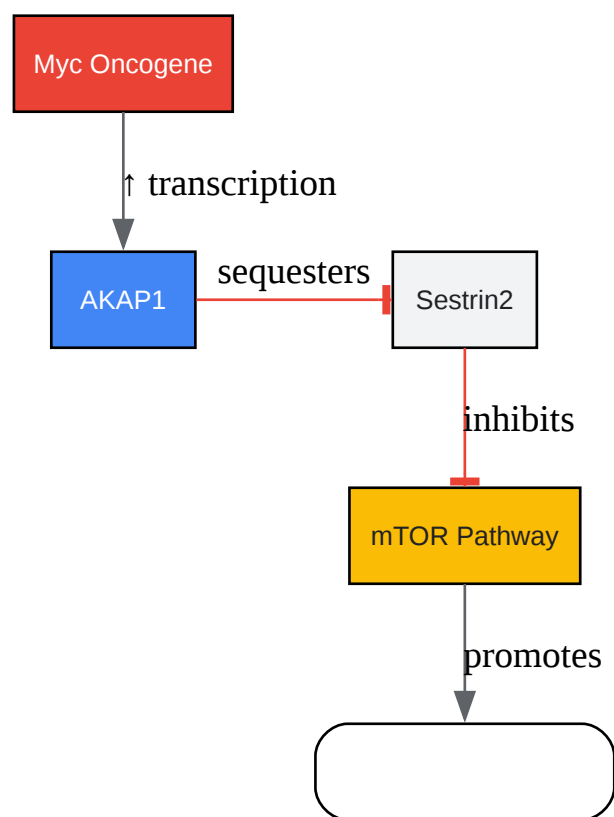 Myc Oncogene
↑ transcription
AKAP1
sequesters
Sestrin2
inhibits
mTOR Pathway
promotes